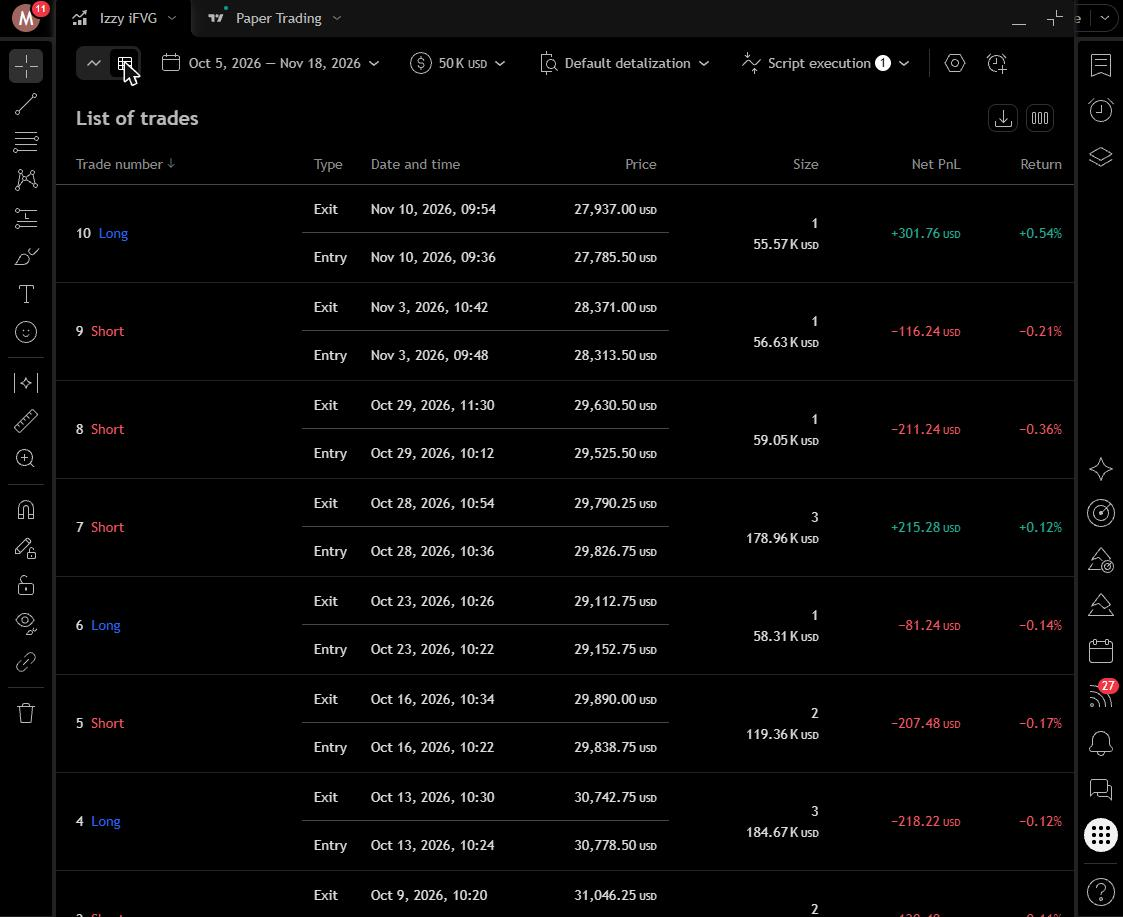 M 11 Izzy iFVG Paper Trading
Oct 5, 2026 — Nov 18, 2026 50 K USD Default detalization Script execution 1
List of trades
Trade number ↓ Type Date and time Price Size Net PnL Return
10 Long
Exit Nov 10, 2026, 09:54 27,937.00 USD
Entry Nov 10, 2026, 09:36 27,785.50 USD
1
55.57 K USD
+301.76 USD +0.54%
9 Short
Exit Nov 3, 2026, 10:42 28,371.00 USD
Entry Nov 3, 2026, 09:48 28,313.50 USD
1
56.63 K USD
−116.24 USD −0.21%
8 Short
Exit Oct 29, 2026, 11:30 29,630.50 USD
Entry Oct 29, 2026, 10:12 29,525.50 USD
1
59.05 K USD
−211.24 USD −0.36%
7 Short
Exit Oct 28, 2026, 10:54 29,790.25 USD
Entry Oct 28, 2026, 10:36 29,826.75 USD
3
178.96 K USD
+215.28 USD +0.12%
6 Long
Exit Oct 23, 2026, 10:26 29,112.75 USD
Entry Oct 23, 2026, 10:22 29,152.75 USD
1
58.31 K USD
−81.24 USD −0.14%
5 Short
Exit Oct 16, 2026, 10:34 29,890.00 USD
Entry Oct 16, 2026, 10:22 29,838.75 USD
2
119.36 K USD
−207.48 USD −0.17%
4 Long
Exit Oct 13, 2026, 10:30 30,742.75 USD
Entry Oct 13, 2026, 10:24 30,778.50 USD
3
184.67 K USD
−218.22 USD −0.12%
Exit Oct 9, 2026, 10:20 31,046.25 USD
2
27